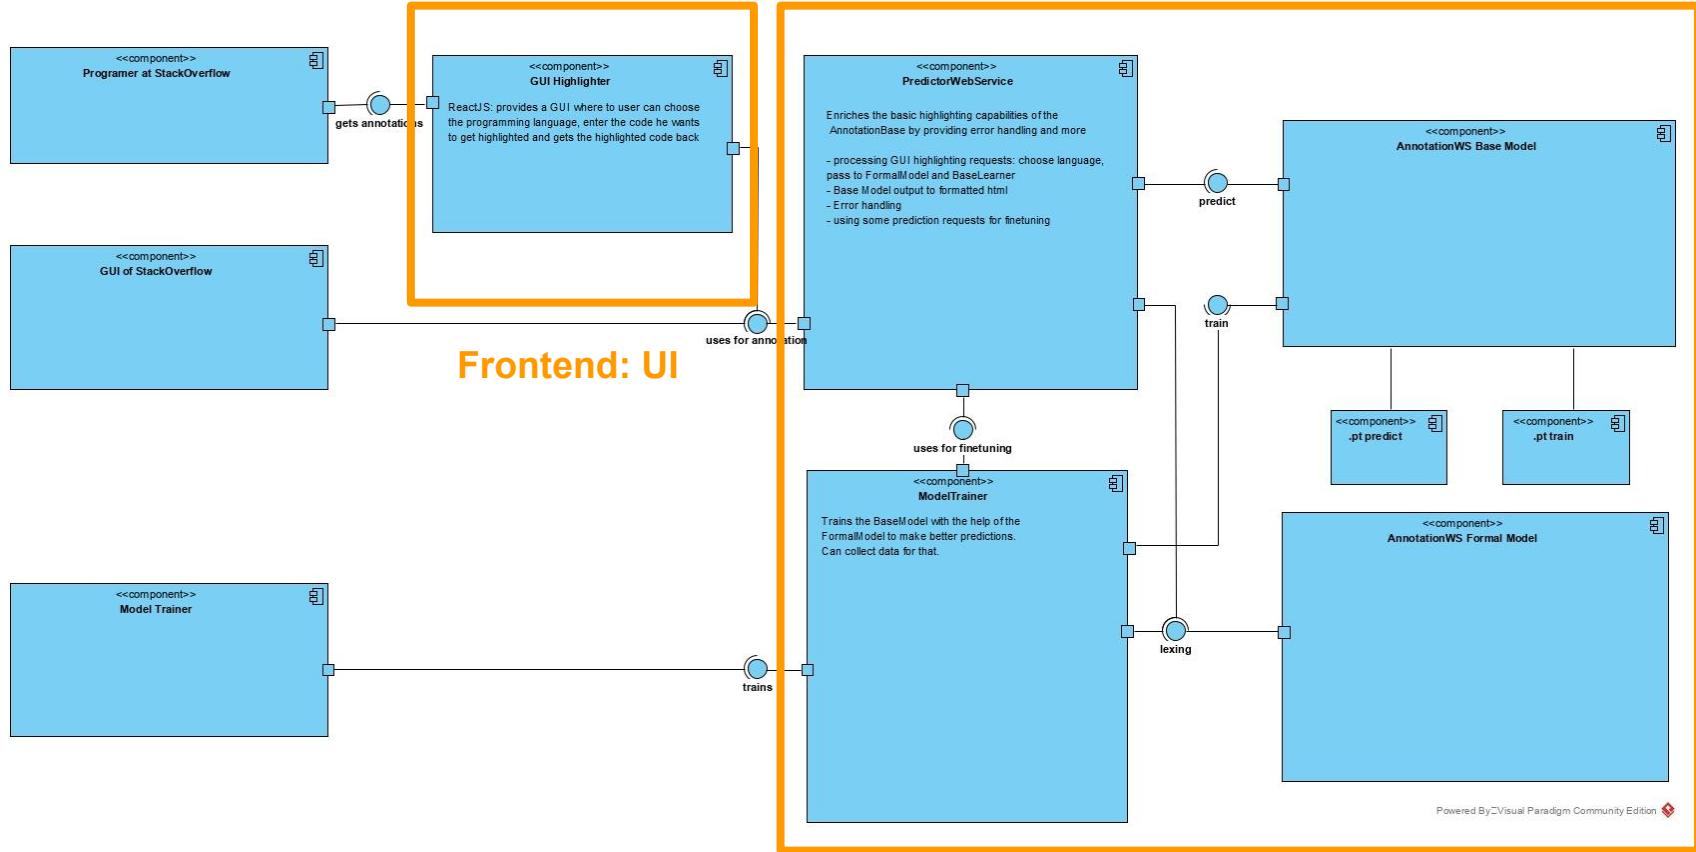 <<component>>
Programer at StackOverflow
gets annotations
<<component>>
GUI Highlighter
ReactJS: provides a GUI where to user can choose
the programming language, enter the code he wants
to get highlighted and gets the highlighted code back
<<component>>
PredictorWebService
Enriches the basic highlighting capabilities of the
AnnotationBase by providing error handling and more
- processing GUI highlighting requests: choose language,
pass to FormalModel and BaseLearner
- Base Model output to formatted html
- Error handling
- using some prediction requests for finetuning
predict
<<component>>
AnnotationWS Base Model
<<component>>
GUI of StackOverflow
uses for annotation
Frontend: UI
train
<<component>>
.pt predict
<<component>>
.pt train
uses for finetuning
<<component>>
ModelTrainer
Trains the BaseModel with the help of the
FormalModel to make better predictions.
Can collect data for that.
<<component>>
AnnotationWS Formal Model
<<component>>
Model Trainer
trains
lexing
Powered By Visual Paradigm Community Edition